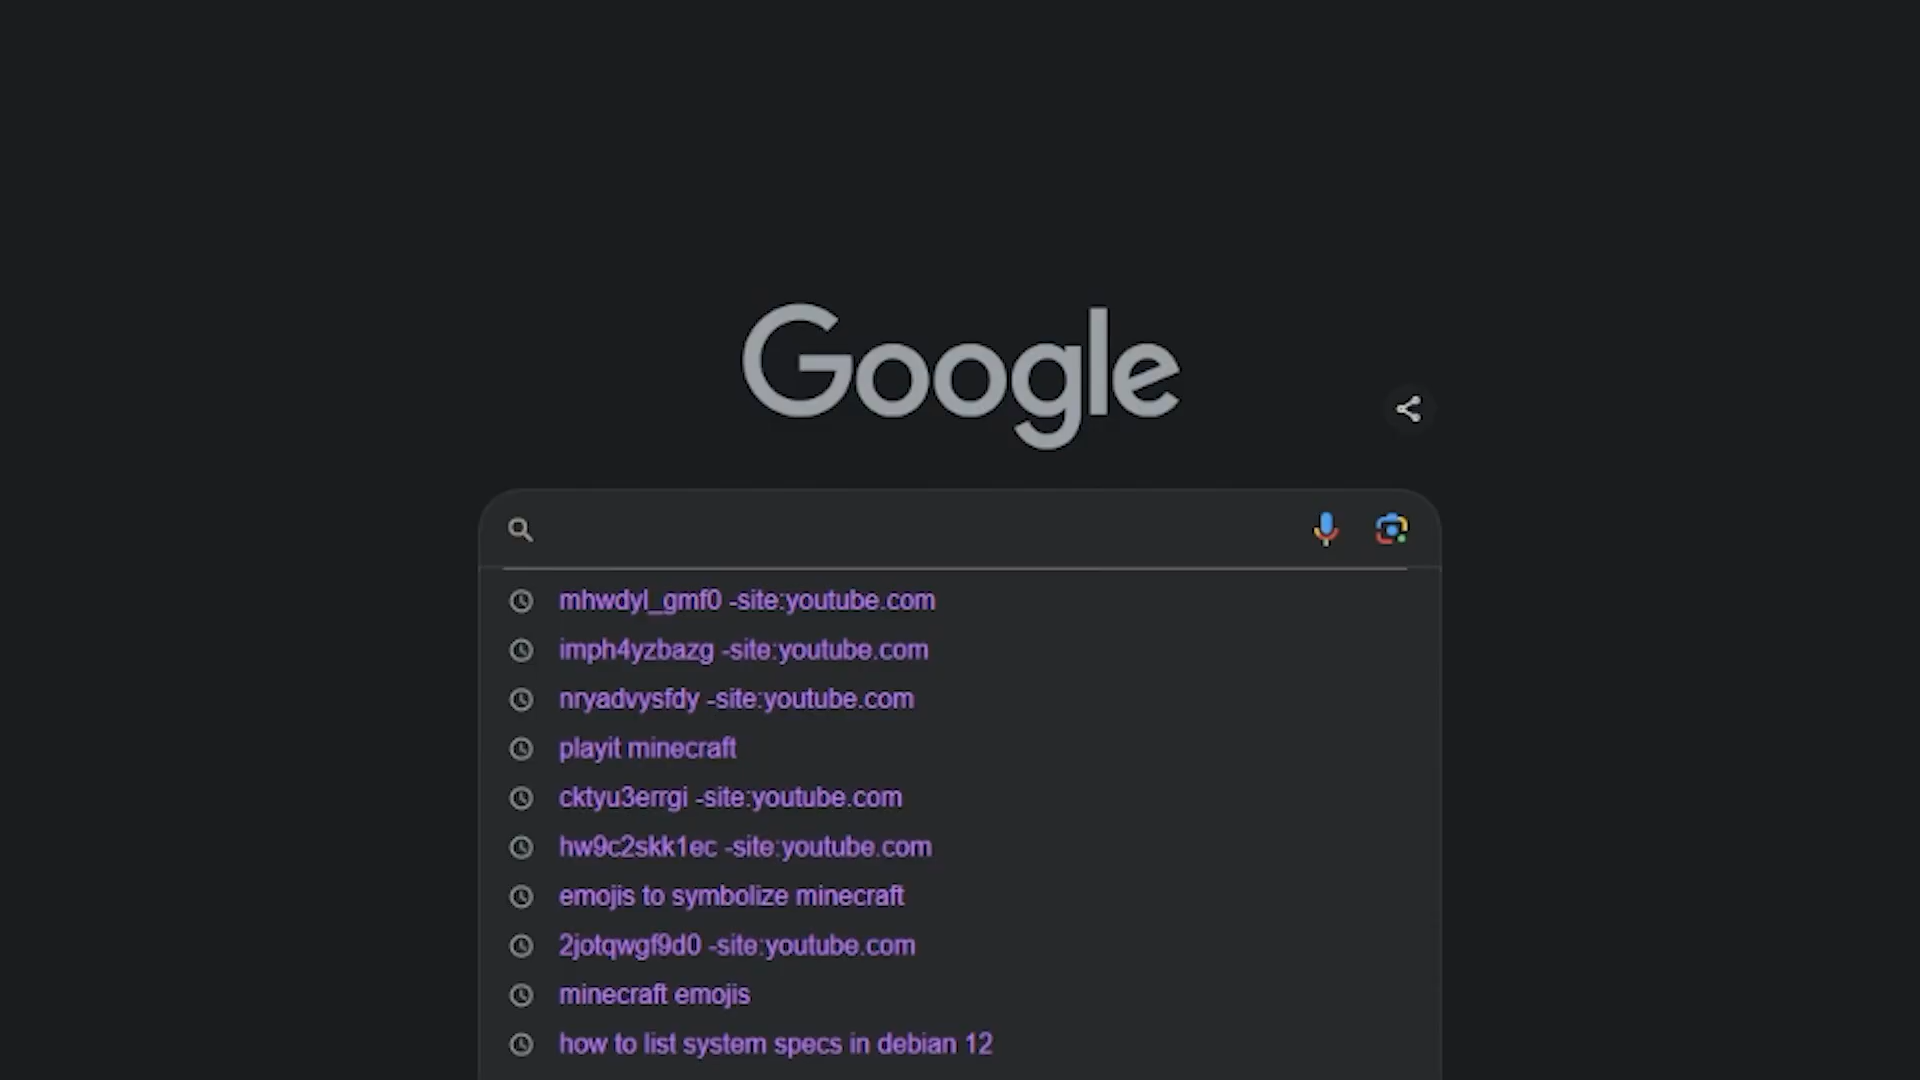 Google
mhwdyl_gmf0 -site:youtube.com
imph4yzbazg -site:youtube.com
nryadvysfdy -site:youtube.com
playit minecraft
cktyu3errgi -site:youtube.com
hw9c2skk1ec -site:youtube.com
emojis to symbolize minecraft
2jotqwgf9d0 -site:youtube.com
minecraft emojis
how to list system specs in debian 12